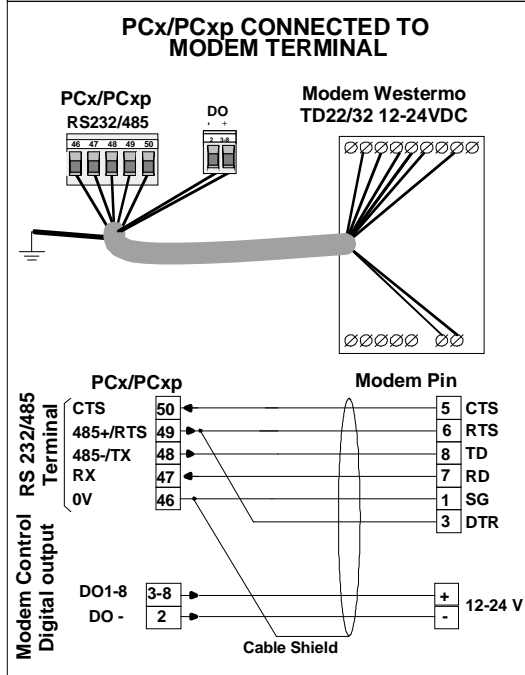 PCx/PCxp CONNECTED TO
MODEM TERMINAL
PCx/PCxp
RS232/485
46 47 48 49 50
DO
- +
2 3-8
Modem Westermo
TD22/32 12-24VDC
PCx/PCxp
Modem Pin
RS 232/485
Terminal
CTS 50 5 CTS
485+/RTS 49 6 RTS
485-/TX 48 8 TD
RX 47 7 RD
0V 46 1 SG
3 DTR
Modem Control
Digital output
DO1-8 3-8 +
DO - 2 -
12-24 V
Cable Shield